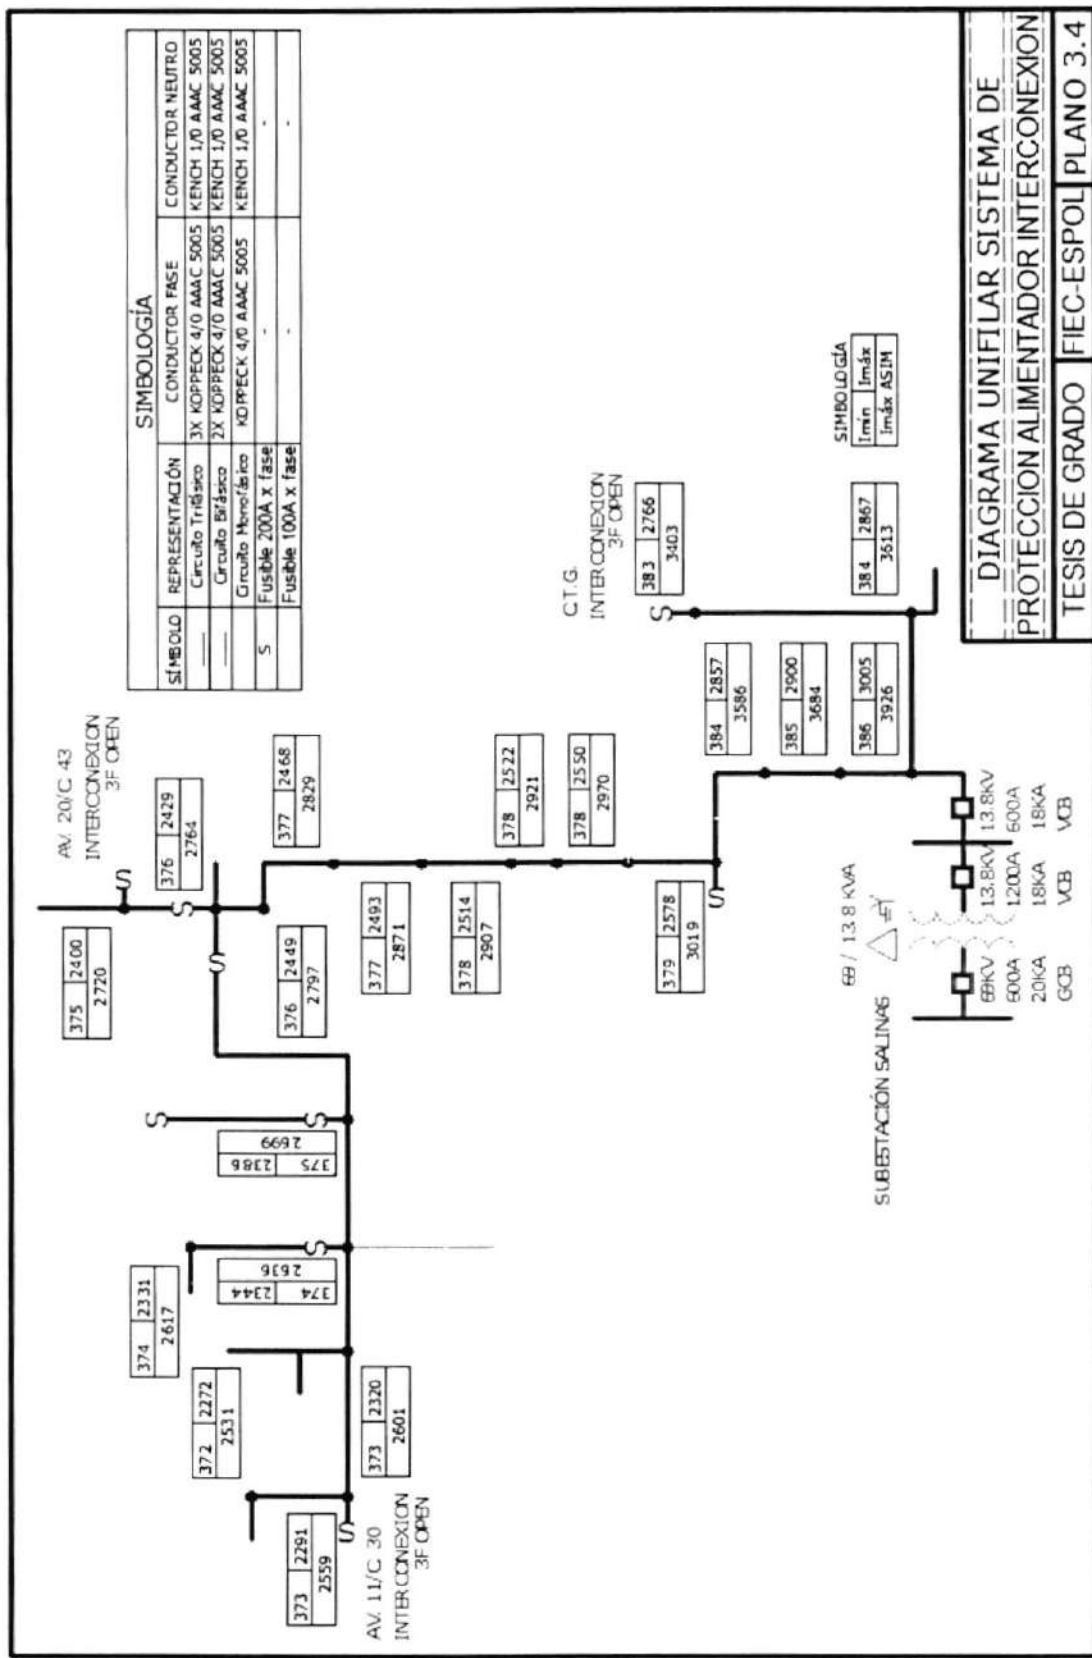 SIMBOLOGÍA
SÍMBOLO REPRESENTACIÓN CONDUCTOR FASE CONDUCTOR NEUTRO
Circuito Trifásico 3X KOPPECK 4/0 AAAC 5005 KENCH 1/0 AAAC 5005
Circuito Bifásico 2X KOPPECK 4/0 AAAC 5005 KENCH 1/0 AAAC 5005
Circuito Monofásico KOPPECK 4/0 AAAC 5005 KENCH 1/0 AAAC 5005
S Fusible 200A x fase - -
Fusible 100A x fase - -
AV. 20/C 43
INTERCONEXION
3F OPEN
375 2400
2720
S
376 2429
2764
S
S
376 2449
2797
377 2468
2829
377 2493
2871
378 2514
2907
378 2522
2921
378 2550
2970
379 2578
3019
S
S
S
375 2386
2699
S
374 2344
2636
374 2331
2617
372 2272
2531
373 2320
2601
373 2291
2559
S
AV. 11/C 30
INTERCONEXION
3F OPEN
C.T.G.
INTERCONEXION
3F OPEN
S
383 2766
3403
384 2857
3586
385 2900
3684
386 3005
3926
384 2867
3613
SIMBOLOGÍA
Imín Imáx
Imáx ASIM
69 / 13.8 KVA
SUBESTACIÓN SALINAS
69KV 13.8KV 13.8KV
600A 1200A 600A
20KA 18KA 18KA
GCB VCB VCB
DIAGRAMA UNIFILAR SISTEMA DE
PROTECCION ALIMENTADOR INTERCONEXION
TESIS DE GRADO FIEC-ESPOL PLANO 3.4